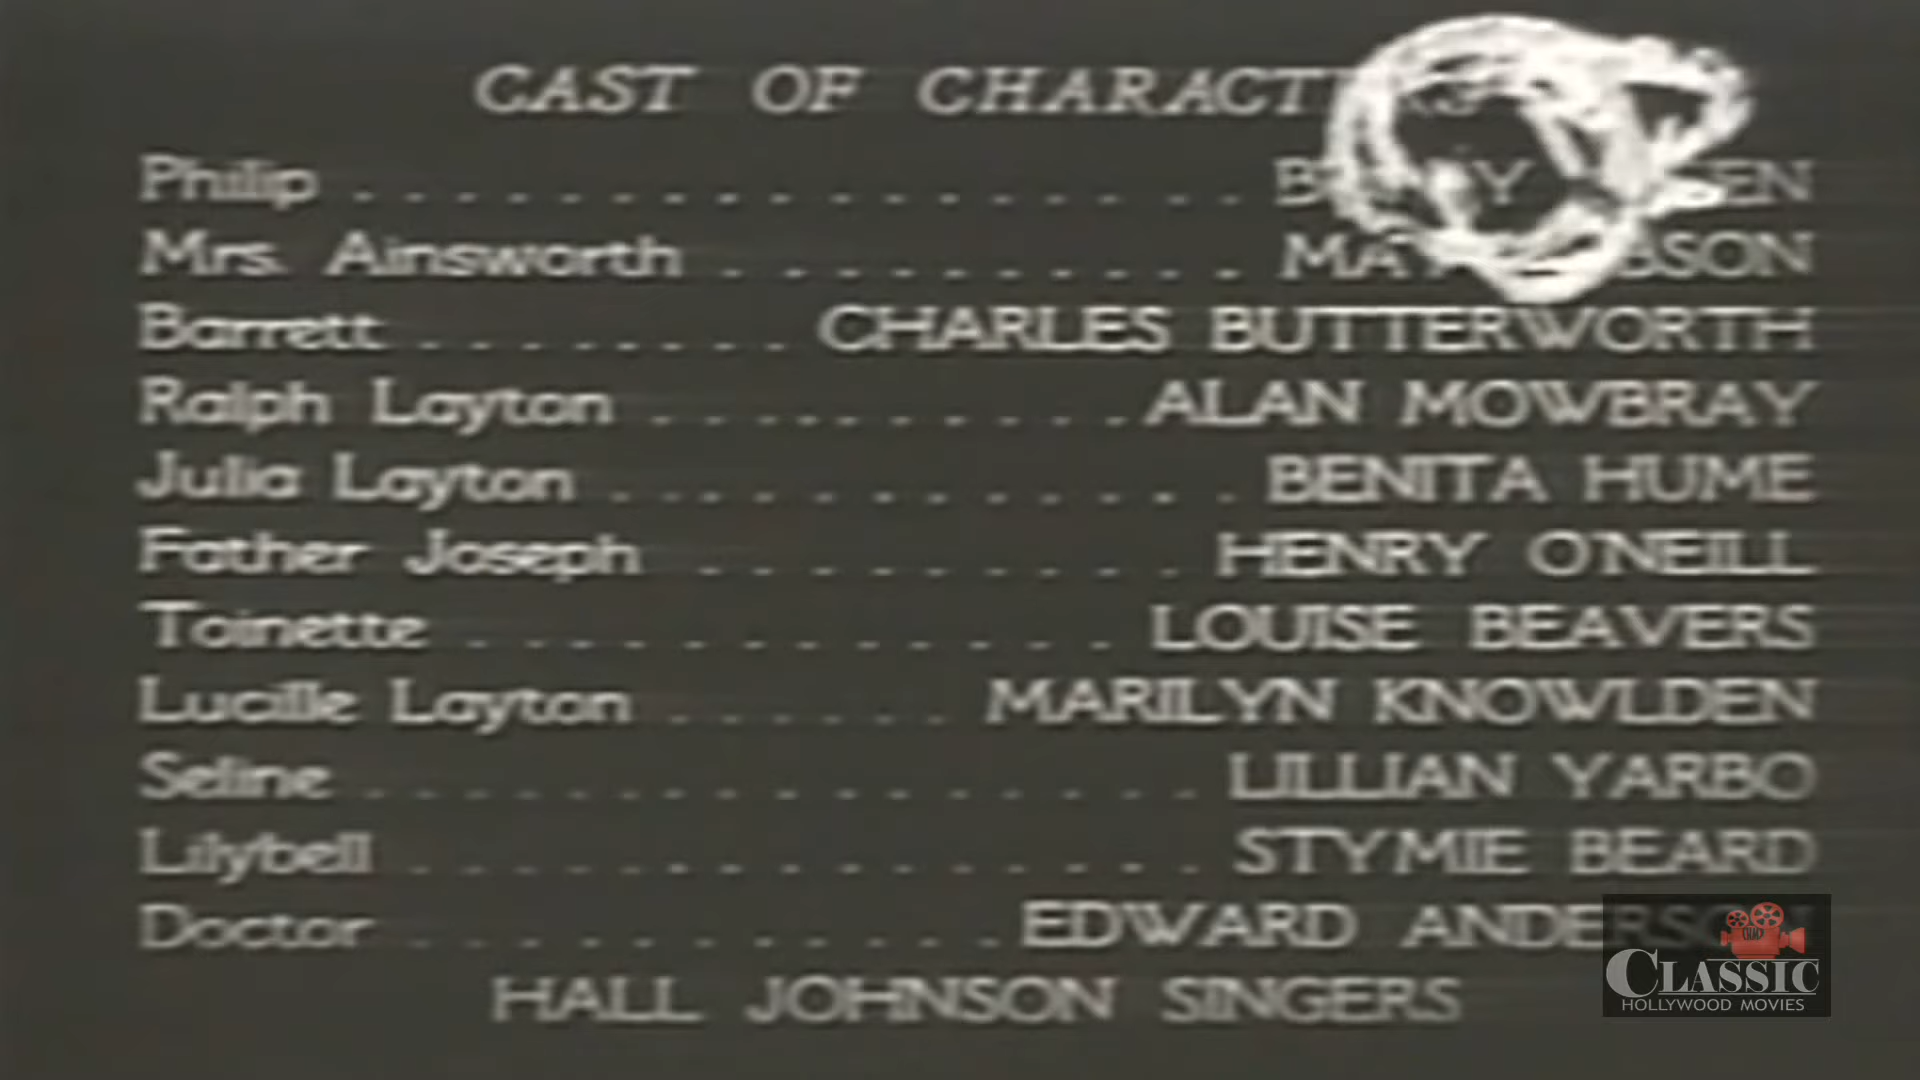 CAST OF CHARACTERS
Philip . . . . . . . . . . . . . . . . . .
Mrs. Ainsworth . . . . . . . . . . .
Barrett . . . . . . . . CHARLES BUTTERWORTH
Ralph Layton . . . . . . . . . . ALAN MOWBRAY
Julia Layton . . . . . . . . . . . . . BENITA HUME
Father Joseph . . . . . . . . . . HENRY O'NEILL
Toinette . . . . . . . . . . . . . LOUISE BEAVERS
Lucille Layton . . . . . . MARILYN KNOWLDEN
Seline . . . . . . . . . . . . . . . . . LILLIAN YARBO
Lilybell . . . . . . . . . . . . . . . . STYMIE BEARD
Doctor . . . . . . . . . . . . . EDWARD ANDERSON
HALL JOHNSON SINGERS
CLASSIC
HOLLYWOOD MOVIES